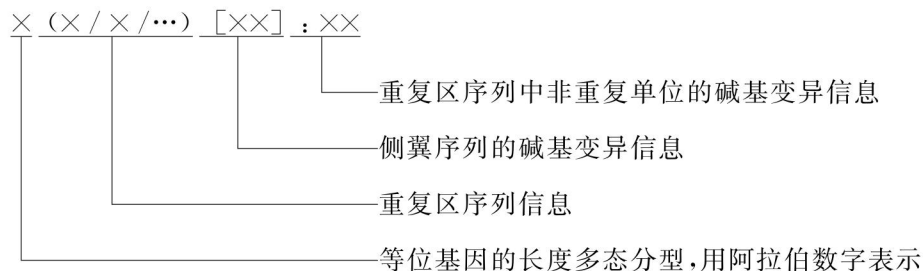 ×(×/×/…)[××]:××
重复区序列中非重复单位的碱基变异信息
侧翼序列的碱基变异信息
重复区序列信息
等位基因的长度多态分型,用阿拉伯数字表示